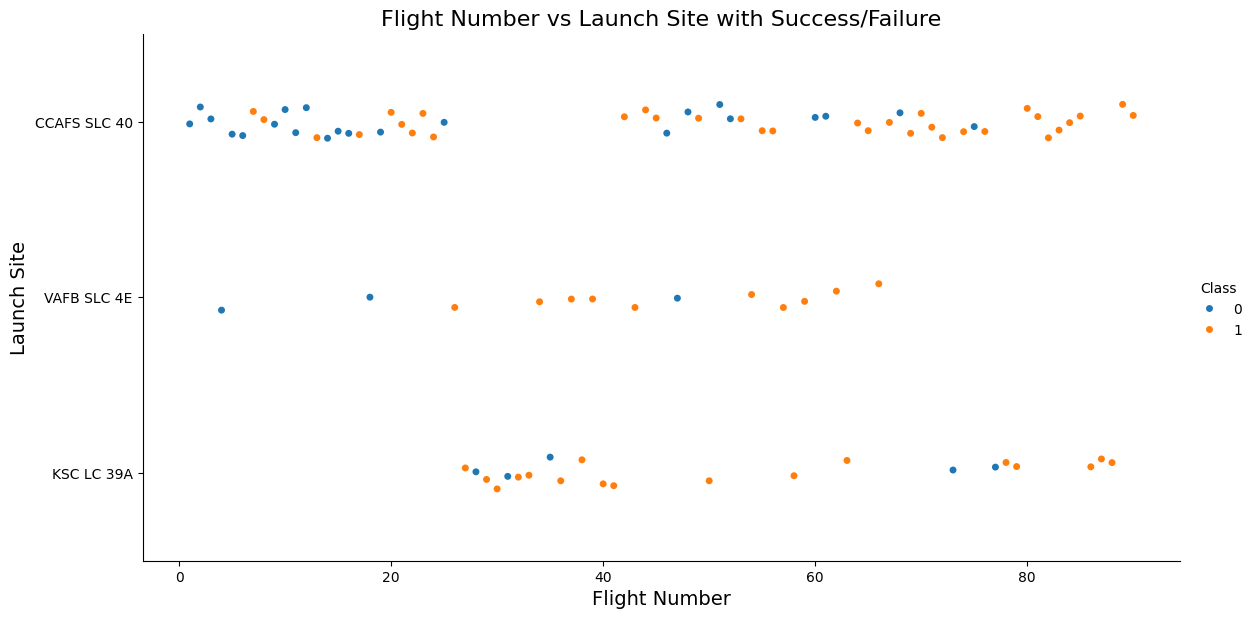 Flight Number vs Launch Site with Success/Failure
Launch Site
CCAFS SLC 40
VAFB SLC 4E
KSC LC 39A
0
20
40
60
80
Flight Number
Class
0
1